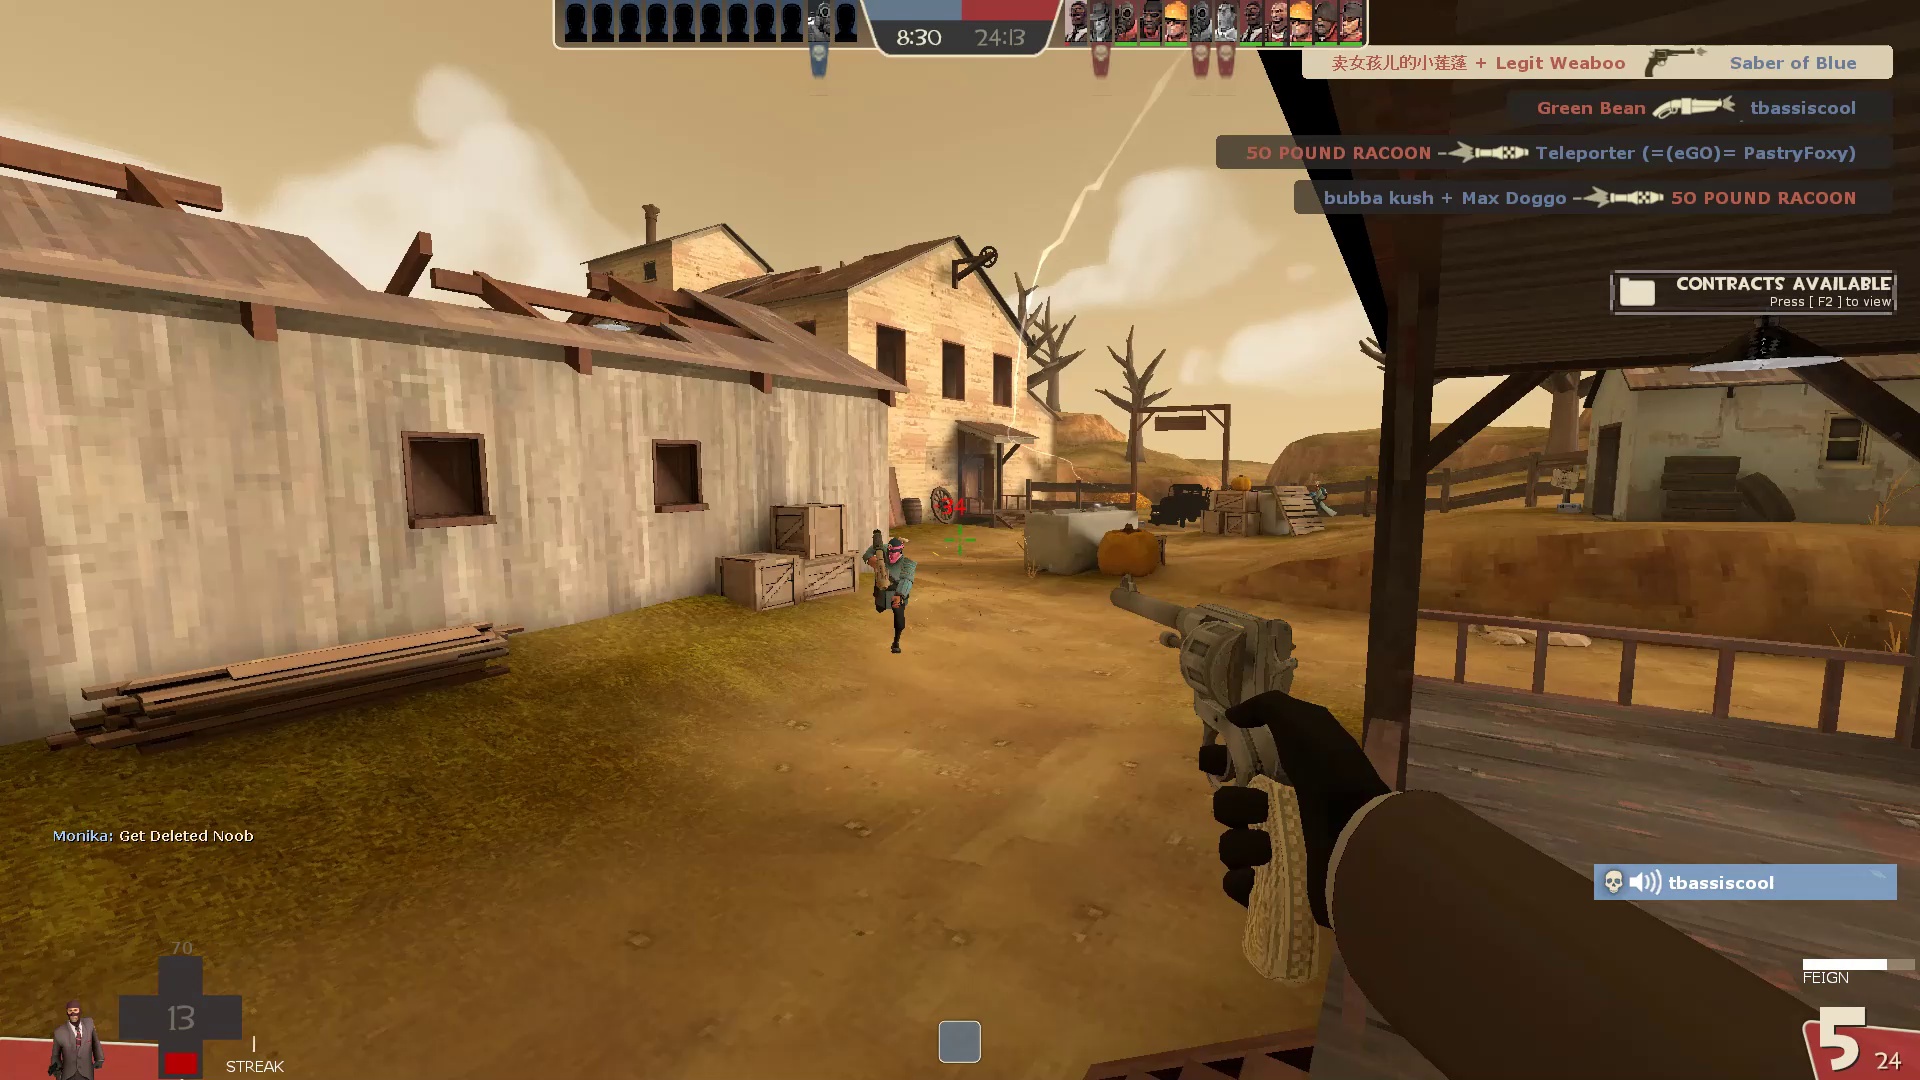 8:30 24:13
卖女孩儿的小莲蓬 + Legit Weaboo Saber of Blue
Green Bean tbassiscool
50 POUND RACOON Teleporter (=(eGO)= PastryFoxy)
bubba kush + Max Doggo 50 POUND RACOON
CONTRACTS AVAILABLE
Press [ F2 ] to view
34
Monika: Get Deleted Noob
tbassiscool
70
13
1
STREAK
FEIGN
5 24